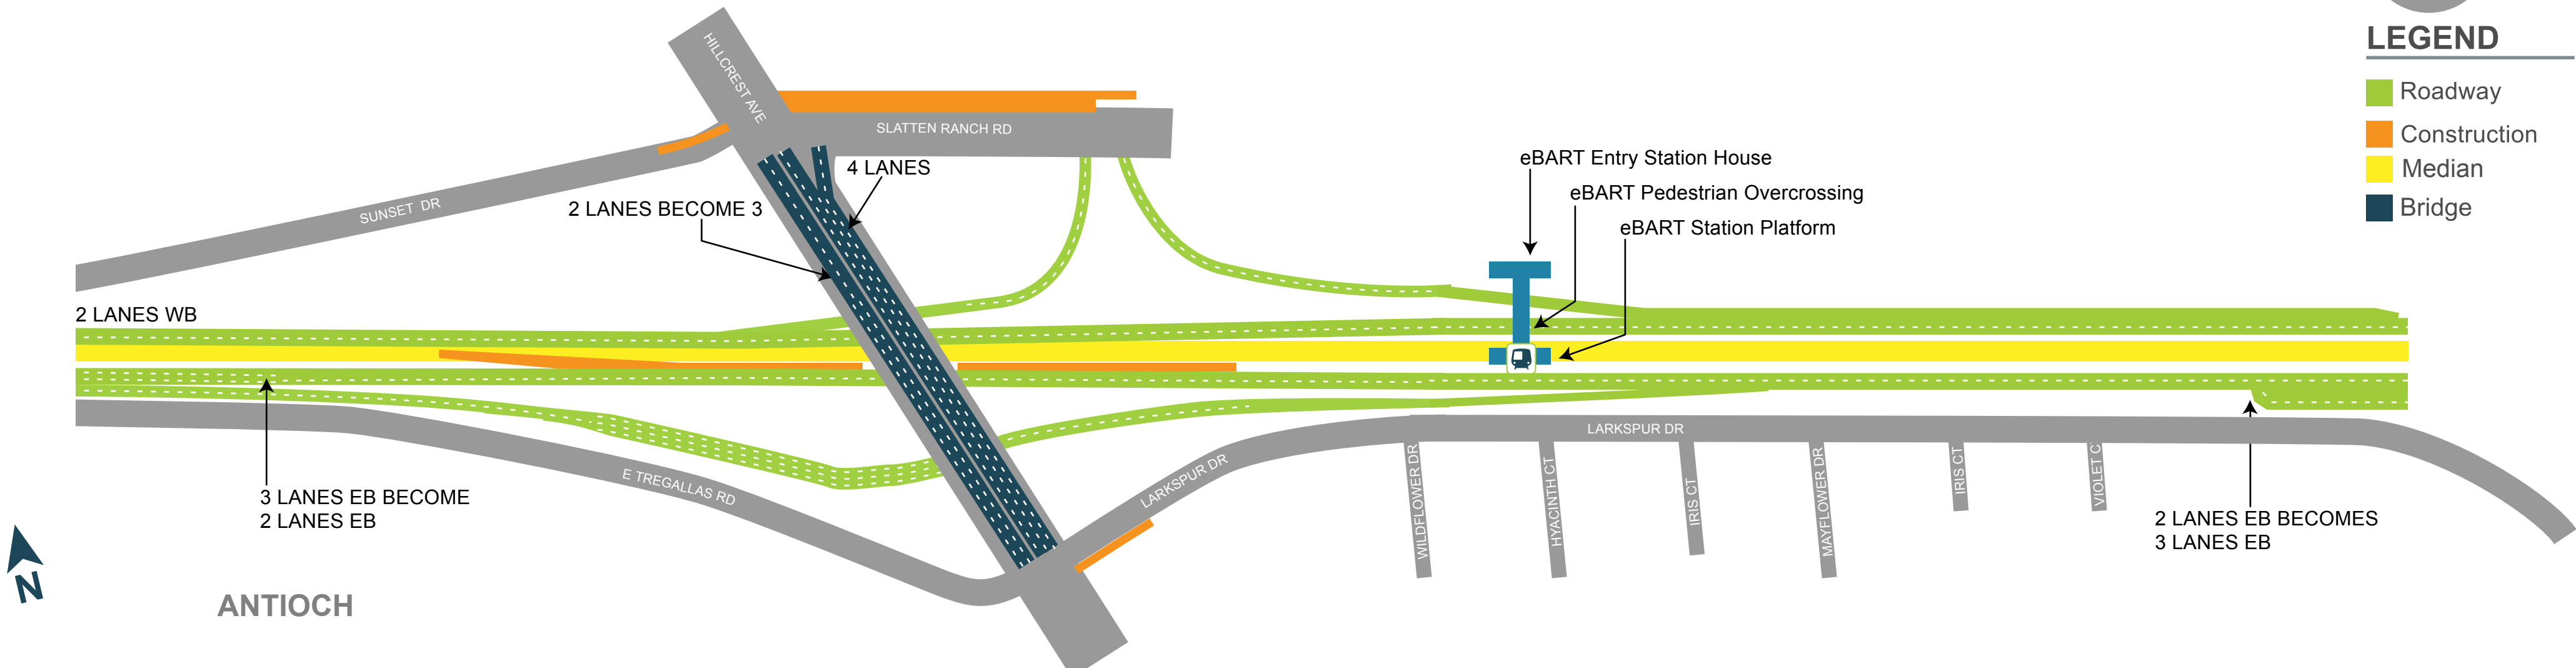 LEGEND
Roadway
Construction
Median
Bridge
HILLCREST AVE
SLATTEN RANCH RD
SUNSET DR
4 LANES
2 LANES BECOME 3
eBART Entry Station House
eBART Pedestrian Overcrossing
eBART Station Platform
2 LANES WB
3 LANES EB BECOME
2 LANES EB
E TREGALLAS RD
LARKSPUR DR
LARKSPUR DR
WILDFLOWER DR
HYACINTH CT
IRIS CT
MAYFLOWER DR
IRIS CT
VIOLET C
2 LANES EB BECOMES
3 LANES EB
N
ANTIOCH